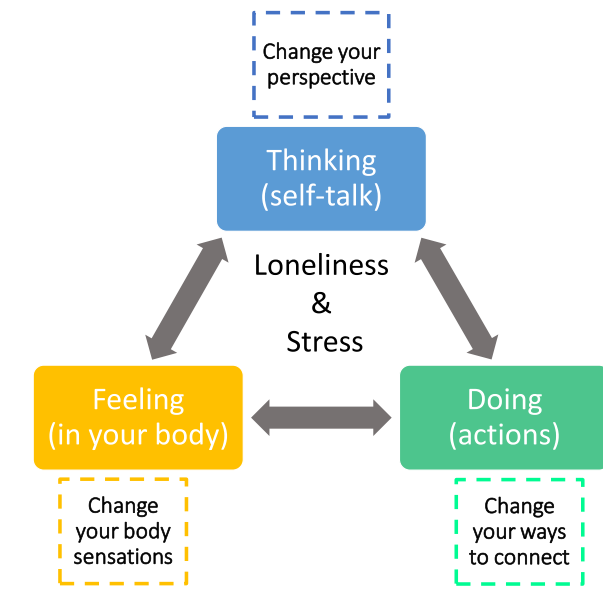 Change your
perspective
Thinking
(self-talk)
Loneliness
&
Stress
Feeling
(in your body)
Doing
(actions)
Change
your body
sensations
Change
your ways
to connect